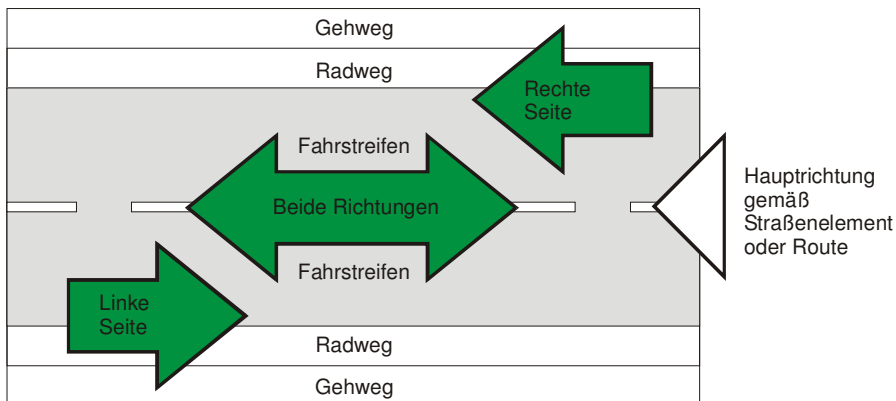 Gehweg
Radweg
Rechte
Seite
Fahrstreifen
Beide Richtungen
Hauptrichtung
gemäß
Straßenelement
oder Route
Fahrstreifen
Linke
Seite
Radweg
Gehweg